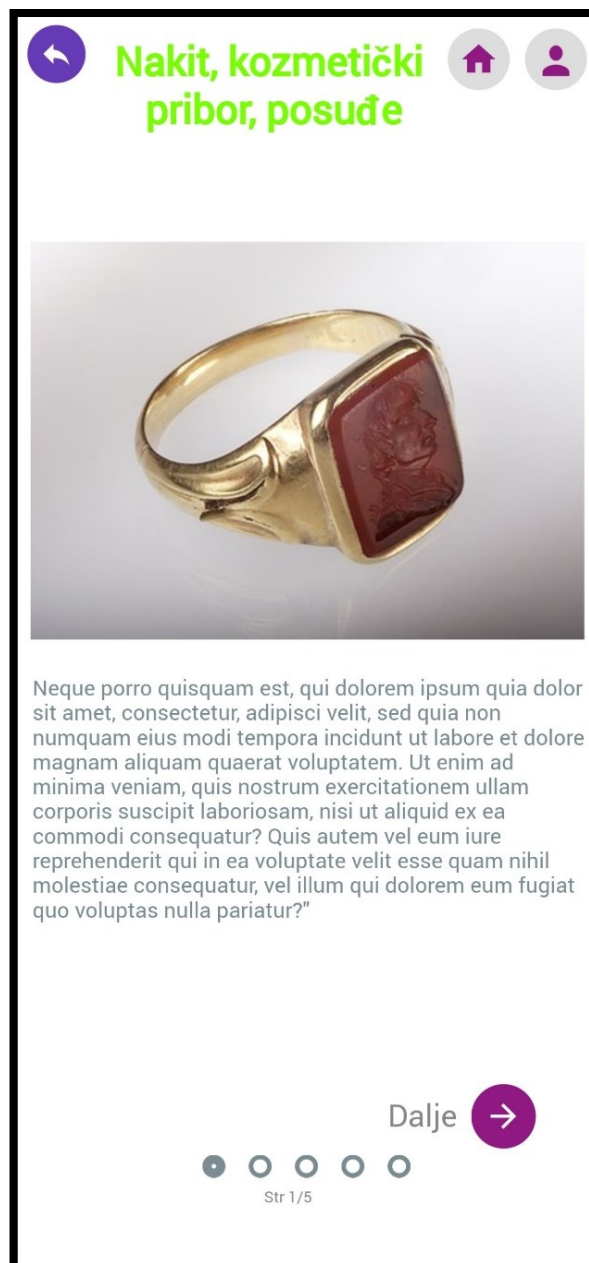 Nakit, kozmetički
pribor, posuđe
Neque porro quisquam est, qui dolorem ipsum quia dolor
sit amet, consectetur, adipisci velit, sed quia non
numquam eius modi tempora incidunt ut labore et dolore
magnam aliquam quaerat voluptatem. Ut enim ad
minima veniam, quis nostrum exercitationem ullam
corporis suscipit laboriosam, nisi ut aliquid ex ea
commodi consequatur? Quis autem vel eum iure
reprehenderit qui in ea voluptate velit esse quam nihil
molestiae consequatur, vel illum qui dolorem eum fugiat
quo voluptas nulla pariatur?"
Dalje
Str 1/5